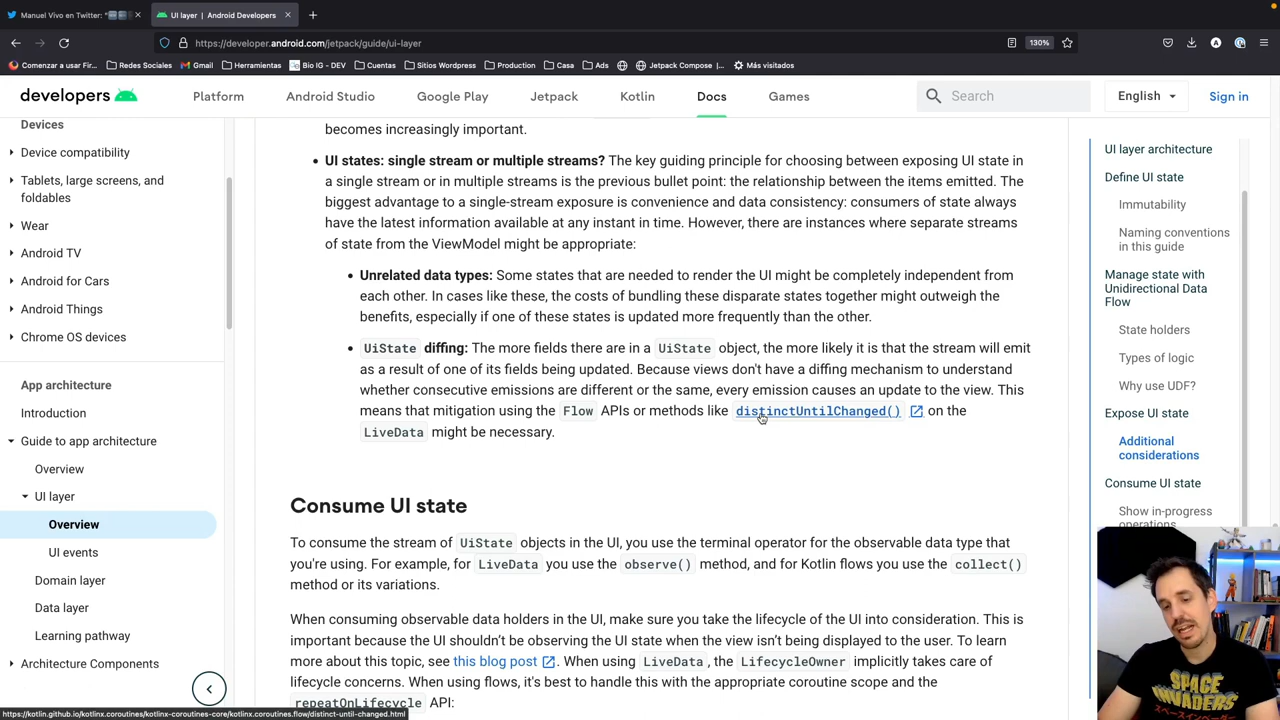 Manuel Vivo en Twitter: "
UI layer | Android Developers
https://developer.android.com/jetpack/guide/ui-layer
130%
Comenzar a usar Fir...
Redes Sociales
Gmail
Herramientas
Bio IG - DEV
Cuentas
Sitios Wordpress
Production
Casa
Ads
Jetpack Compose |...
Más visitados
developers
Platform
Android Studio
Google Play
Jetpack
Kotlin
Docs
Games
Search
English
Sign in
Devices
Device compatibility
Tablets, large screens, and
foldables
Wear
Android TV
Android for Cars
Android Things
Chrome OS devices
App architecture
Introduction
Guide to app architecture
Overview
UI layer
Overview
UI events
Domain layer
Data layer
Learning pathway
Architecture Components
becomes increasingly important.
UI states: single stream or multiple streams? The key guiding principle for choosing between exposing UI state in
a single stream or in multiple streams is the previous bullet point: the relationship between the items emitted. The
biggest advantage to a single-stream exposure is convenience and data consistency: consumers of state always
have the latest information available at any instant in time. However, there are instances where separate streams
of state from the ViewModel might be appropriate:
Unrelated data types: Some states that are needed to render the UI might be completely independent from
each other. In cases like these, the costs of bundling these disparate states together might outweigh the
benefits, especially if one of these states is updated more frequently than the other.
UiState diffing: The more fields there are in a UiState object, the more likely it is that the stream will emit
as a result of one of its fields being updated. Because views don't have a diffing mechanism to understand
whether consecutive emissions are different or the same, every emission causes an update to the view. This
means that mitigation using the Flow APIs or methods like distinctUntilChanged() on the
LiveData might be necessary.
Consume UI state
To consume the stream of UiState objects in the UI, you use the terminal operator for the observable data type that
you're using. For example, for LiveData you use the observe() method, and for Kotlin flows you use the collect()
method or its variations.
When consuming observable data holders in the UI, make sure you take the lifecycle of the UI into consideration. This is
important because the UI shouldn't be observing the UI state when the view isn't being displayed to the user. To learn
more about this topic, see this blog post. When using LiveData, the LifecycleOwner implicitly takes care of
lifecycle concerns. When using flows, it's best to handle this with the appropriate coroutine scope and the
repeatOnLifecycle API:
UI layer architecture
Define UI state
Immutability
Naming conventions
in this guide
Manage state with
Unidirectional Data
Flow
State holders
Types of logic
Why use UDF?
Expose UI state
Additional
considerations
Consume UI state
Show in-progress
operations
https://kotlin.github.io/kotlinx.coroutines/kotlinx-coroutines-core/kotlinx.coroutines.flow/distinct-until-changed.html
SPACE
INVADERS